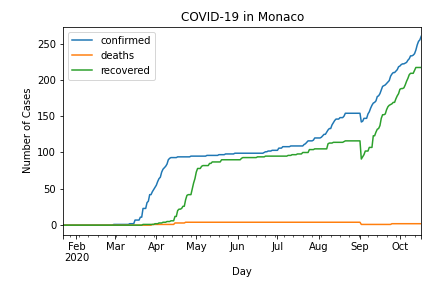 COVID-19 in Monaco
confirmed
deaths
recovered
Number of Cases
250
200
150
100
50
0
Feb
2020
Mar
Apr
May
Jun
Jul
Aug
Sep
Oct
Day